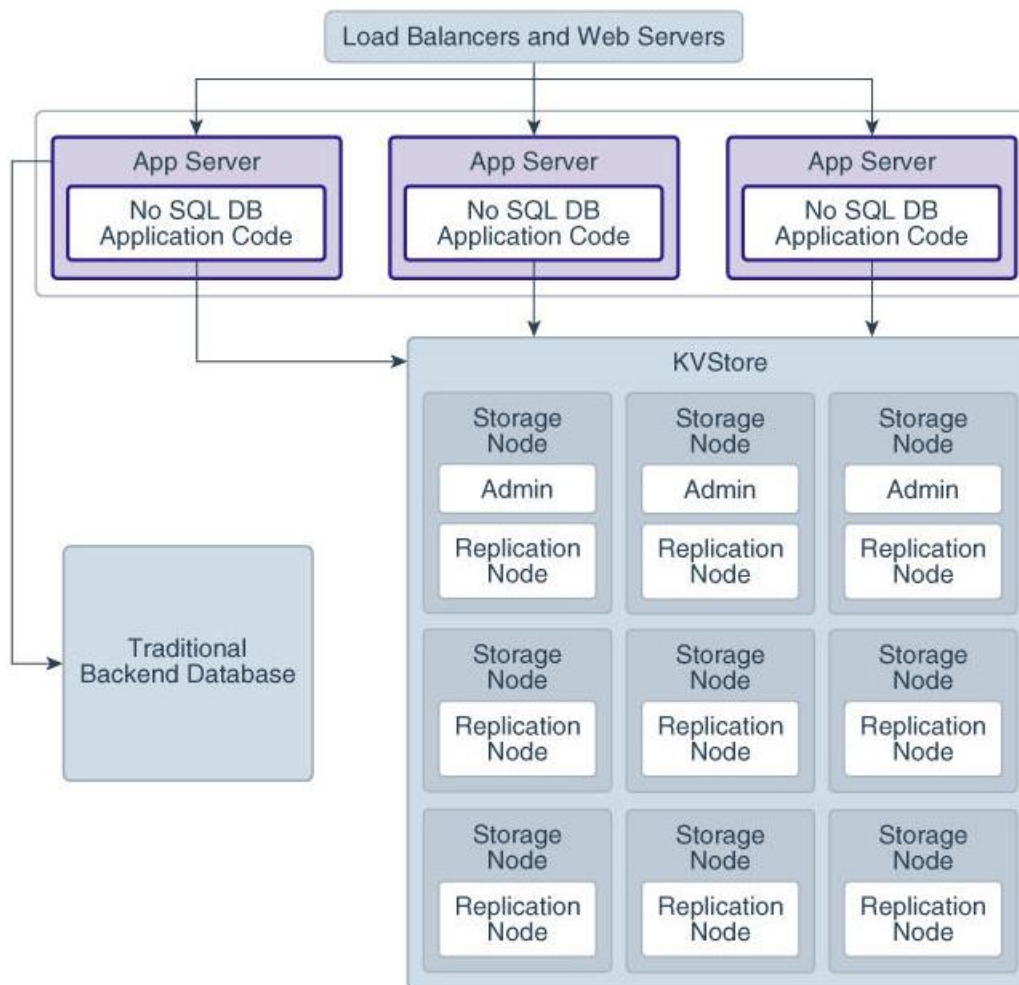 Load Balancers and Web Servers
App Server
No SQL DB
Application Code
App Server
No SQL DB
Application Code
App Server
No SQL DB
Application Code
KVStore
Storage
Node
Admin
Replication
Node
Storage
Node
Admin
Replication
Node
Storage
Node
Admin
Replication
Node
Traditional
Backend Database
Storage
Node
Replication
Node
Storage
Node
Replication
Node
Storage
Node
Replication
Node
Storage
Node
Replication
Node
Storage
Node
Replication
Node
Storage
Node
Replication
Node